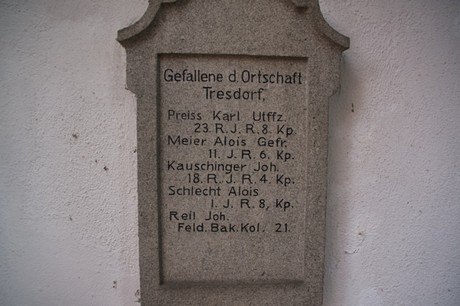 Gefallene d. Ortschaft
Tresdorf.
Preiss Karl Utffz.
23. R. J. R. 8. Kp.
Meier Alois Gefr.
11. J. R. 6. Kp.
Kauschinger Joh.
18. R. J. R. 4. Kp.
Schlecht Alois
1. J. R. 8. Kp.
Reil Joh.
Feld. Bak. Kol. 21.